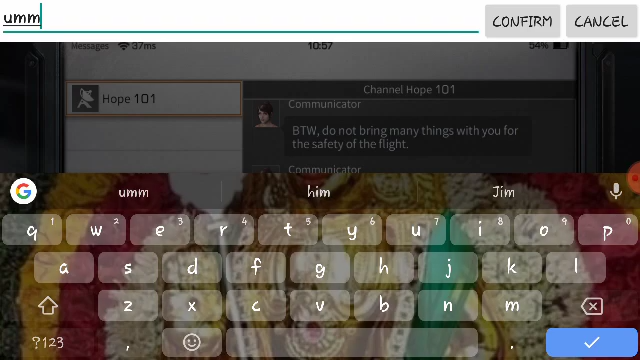 umm
CONFIRM
CANCEL
Messages 37ms 10:57 54%
Hope 101
Channel Hope 101
Communicator
BTW, do not bring many things with you for
the safety of the flight.
Communicator
umm him Jim
q 1 w 2 e 3 r 4 t 5 y 6 u 7 i 8 o 9 p 0
a s d f g h j k l
z x c v b n m
?123 , .